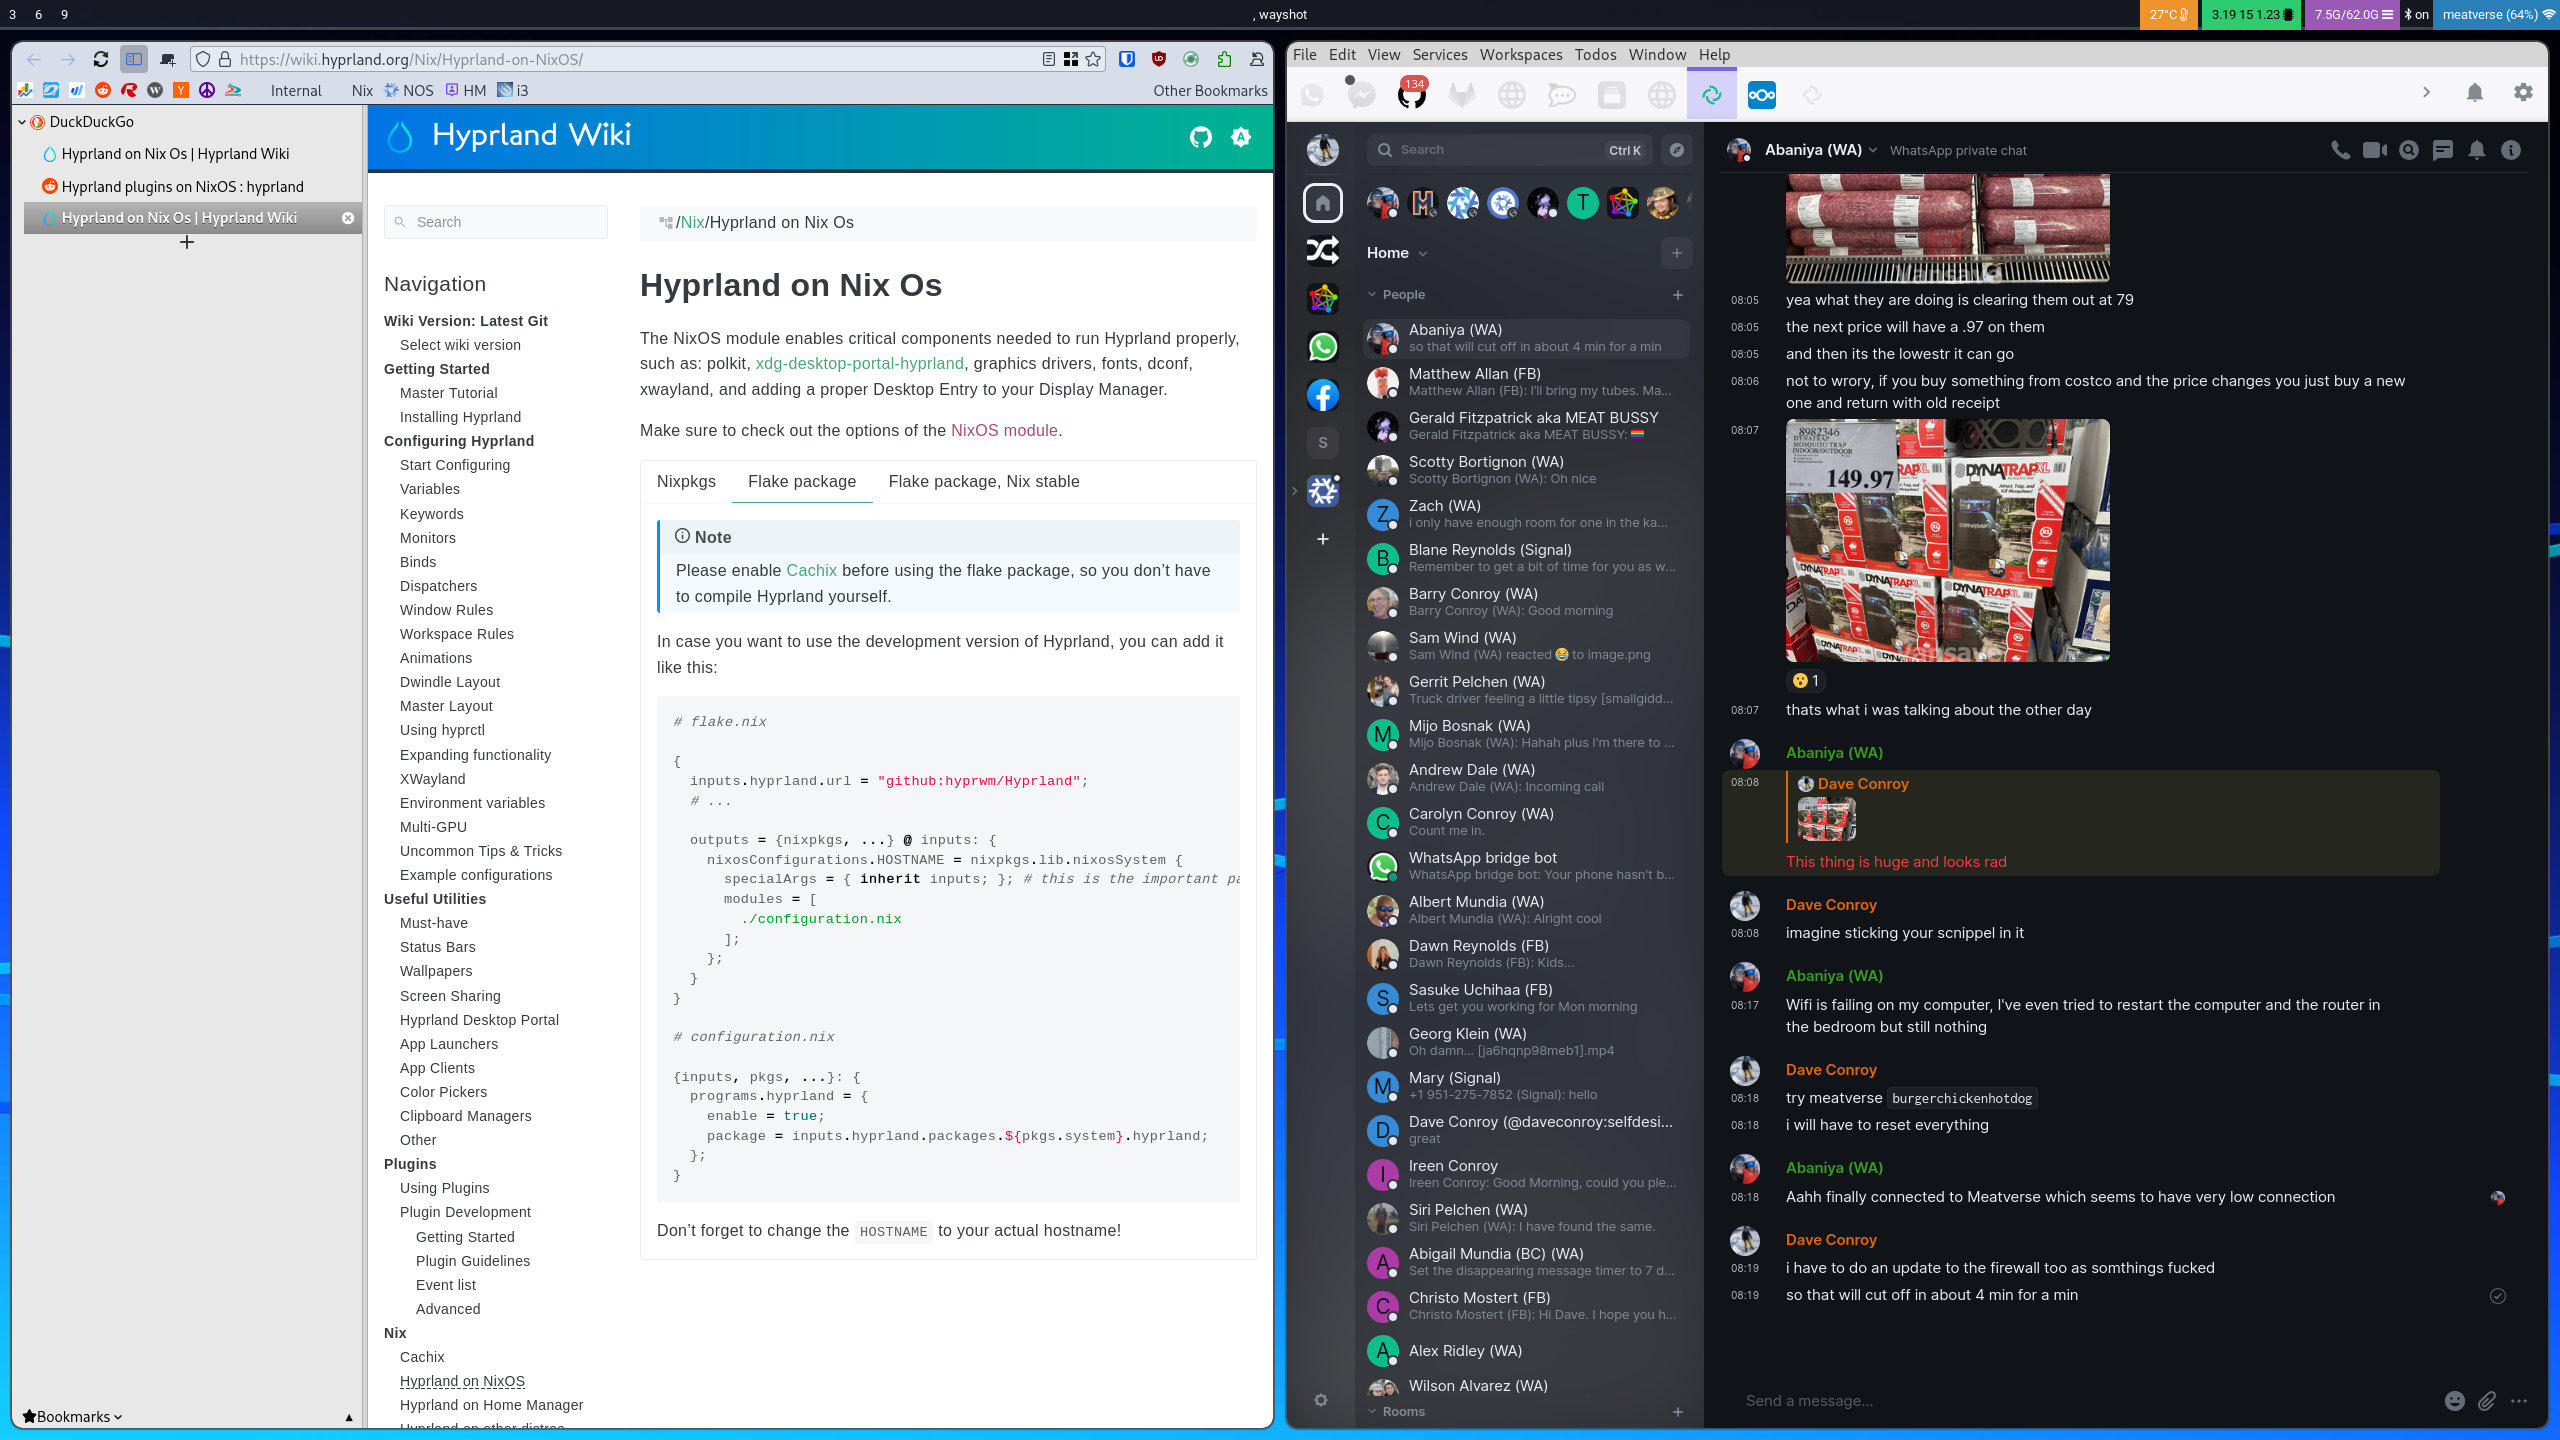 3 6 9
, wayshot
27°C
3.19 15 1.23
7.5G/62.0G
on
meatverse (64%)
https://wiki.hyprland.org/Nix/Hyprland-on-NixOS/
Internal
Nix
NOS
HM
i3
Other Bookmarks
DuckDuckGo
Hyprland on Nix Os | Hyprland Wiki
Hyprland plugins on NixOS : hyprland
Hyprland on Nix Os | Hyprland Wiki
Bookmarks
Hyprland Wiki
Search
Navigation
Wiki Version: Latest Git
Select wiki version
Getting Started
Master Tutorial
Installing Hyprland
Configuring Hyprland
Start Configuring
Variables
Keywords
Monitors
Binds
Dispatchers
Window Rules
Workspace Rules
Animations
Dwindle Layout
Master Layout
Using hyprctl
Expanding functionality
XWayland
Environment variables
Multi-GPU
Uncommon Tips & Tricks
Example configurations
Useful Utilities
Must-have
Status Bars
Wallpapers
Screen Sharing
Hyprland Desktop Portal
App Launchers
App Clients
Color Pickers
Clipboard Managers
Other
Plugins
Using Plugins
Plugin Development
Getting Started
Plugin Guidelines
Event list
Advanced
Nix
Cachix
Hyprland on NixOS
Hyprland on Home Manager
Hyprland on other distros
/Nix/Hyprland on Nix Os
Hyprland on Nix Os
The NixOS module enables critical components needed to run Hyprland properly,
such as: polkit, xdg-desktop-portal-hyprland, graphics drivers, fonts, dconf,
xwayland, and adding a proper Desktop Entry to your Display Manager.
Make sure to check out the options of the NixOS module.
Nixpkgs
Flake package
Flake package, Nix stable
Note
Please enable Cachix before using the flake package, so you don’t have
to compile Hyprland yourself.
In case you want to use the development version of Hyprland, you can add it
like this:
# flake.nix
{
inputs.hyprland.url = "github:hyprwm/Hyprland";
# ...
outputs = {nixpkgs, ...} @ inputs: {
nixosConfigurations.HOSTNAME = nixpkgs.lib.nixosSystem {
specialArgs = { inherit inputs; }; # this is the important pa
modules = [
./configuration.nix
];
};
}
}
# configuration.nix
{inputs, pkgs, ...}: {
programs.hyprland = {
enable = true;
package = inputs.hyprland.packages.${pkgs.system}.hyprland;
};
}
Don’t forget to change the HOSTNAME to your actual hostname!
File Edit View Services Workspaces Todos Window Help
134
S
Search
Ctrl K
T
Home
People
Abaniya (WA)
so that will cut off in about 4 min for a min
Matthew Allan (FB)
Matthew Allan (FB): I’ll bring my tubes. Ma...
Gerald Fitzpatrick aka MEAT BUSSY
Gerald Fitzpatrick aka MEAT BUSSY: 🏳️‍🌈
Scotty Bortignon (WA)
Scotty Bortignon (WA): Oh nice
Z
Zach (WA)
i only have enough room for one in the ka...
B
Blane Reynolds (Signal)
Remember to get a bit of time for you as w...
Barry Conroy (WA)
Barry Conroy (WA): Good morning
Sam Wind (WA)
Sam Wind (WA) reacted 😂 to image.png
Gerrit Pelchen (WA)
Truck driver feeling a little tipsy [smallgidd...
M
Mijo Bosnak (WA)
Mijo Bosnak (WA): Hahah plus I'm there to ...
Andrew Dale (WA)
Andrew Dale (WA): Incoming call
C
Carolyn Conroy (WA)
Count me in.
WhatsApp bridge bot
WhatsApp bridge bot: Your phone hasn't b...
Albert Mundia (WA)
Albert Mundia (WA): Alright cool
Dawn Reynolds (FB)
Dawn Reynolds (FB): Kids...
S
Sasuke Uchihaa (FB)
Lets get you working for Mon morning
Georg Klein (WA)
Oh damn... [ja6hqnp98meb1].mp4
M
Mary (Signal)
+1 951-275-7852 (Signal): hello
D
Dave Conroy (@daveconroy:selfdesi...
great
I
Ireen Conroy
Ireen Conroy: Good Morning, could you ple...
Siri Pelchen (WA)
Siri Pelchen (WA): I have found the same.
A
Abigail Mundia (BC) (WA)
Set the disappearing message timer to 7 d...
C
Christo Mostert (FB)
Christo Mostert (FB): Hi Dave. I hope you h...
A
Alex Ridley (WA)
Wilson Alvarez (WA)
Rooms
Abaniya (WA)
WhatsApp private chat
08:05 yea what they are doing is clearing them out at 79
08:05 the next price will have a .97 on them
08:05 and then its the lowestr it can go
08:06 not to wrory, if you buy something from costco and the price changes you just buy a new
one and return with old receipt
08:07
8982346
DYNATRAP
MOSQUITO TRAP
INDOOR/OUTDOOR
149.97
DYNATRAPXL
😮 1
08:07 thats what i was talking about the other day
Abaniya (WA)
08:08 Dave Conroy
This thing is huge and looks rad
Dave Conroy
08:08 imagine sticking your scnippel in it
Abaniya (WA)
08:17 Wifi is failing on my computer, I've even tried to restart the computer and the router in
the bedroom but still nothing
Dave Conroy
08:18 try meatverse burgerchickenhotdog
08:18 i will have to reset everything
Abaniya (WA)
08:18 Aahh finally connected to Meatverse which seems to have very low connection
Dave Conroy
08:19 i have to do an update to the firewall too as somthings fucked
08:19 so that will cut off in about 4 min for a min
Send a message...